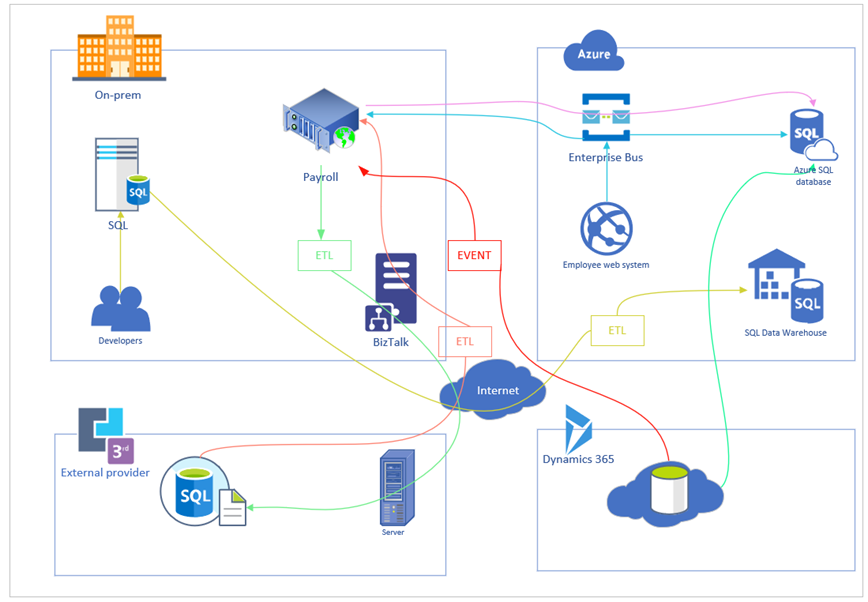 On-prem
SQL
SQL
Developers
Payroll
ETL
EVENT
BizTalk
ETL
Azure
Enterprise Bus
Employee web system
SQL
Azure SQL
database
SQL
SQL Data Warehouse
ETL
Internet
3rd
External provider
SQL
Server
Dynamics 365